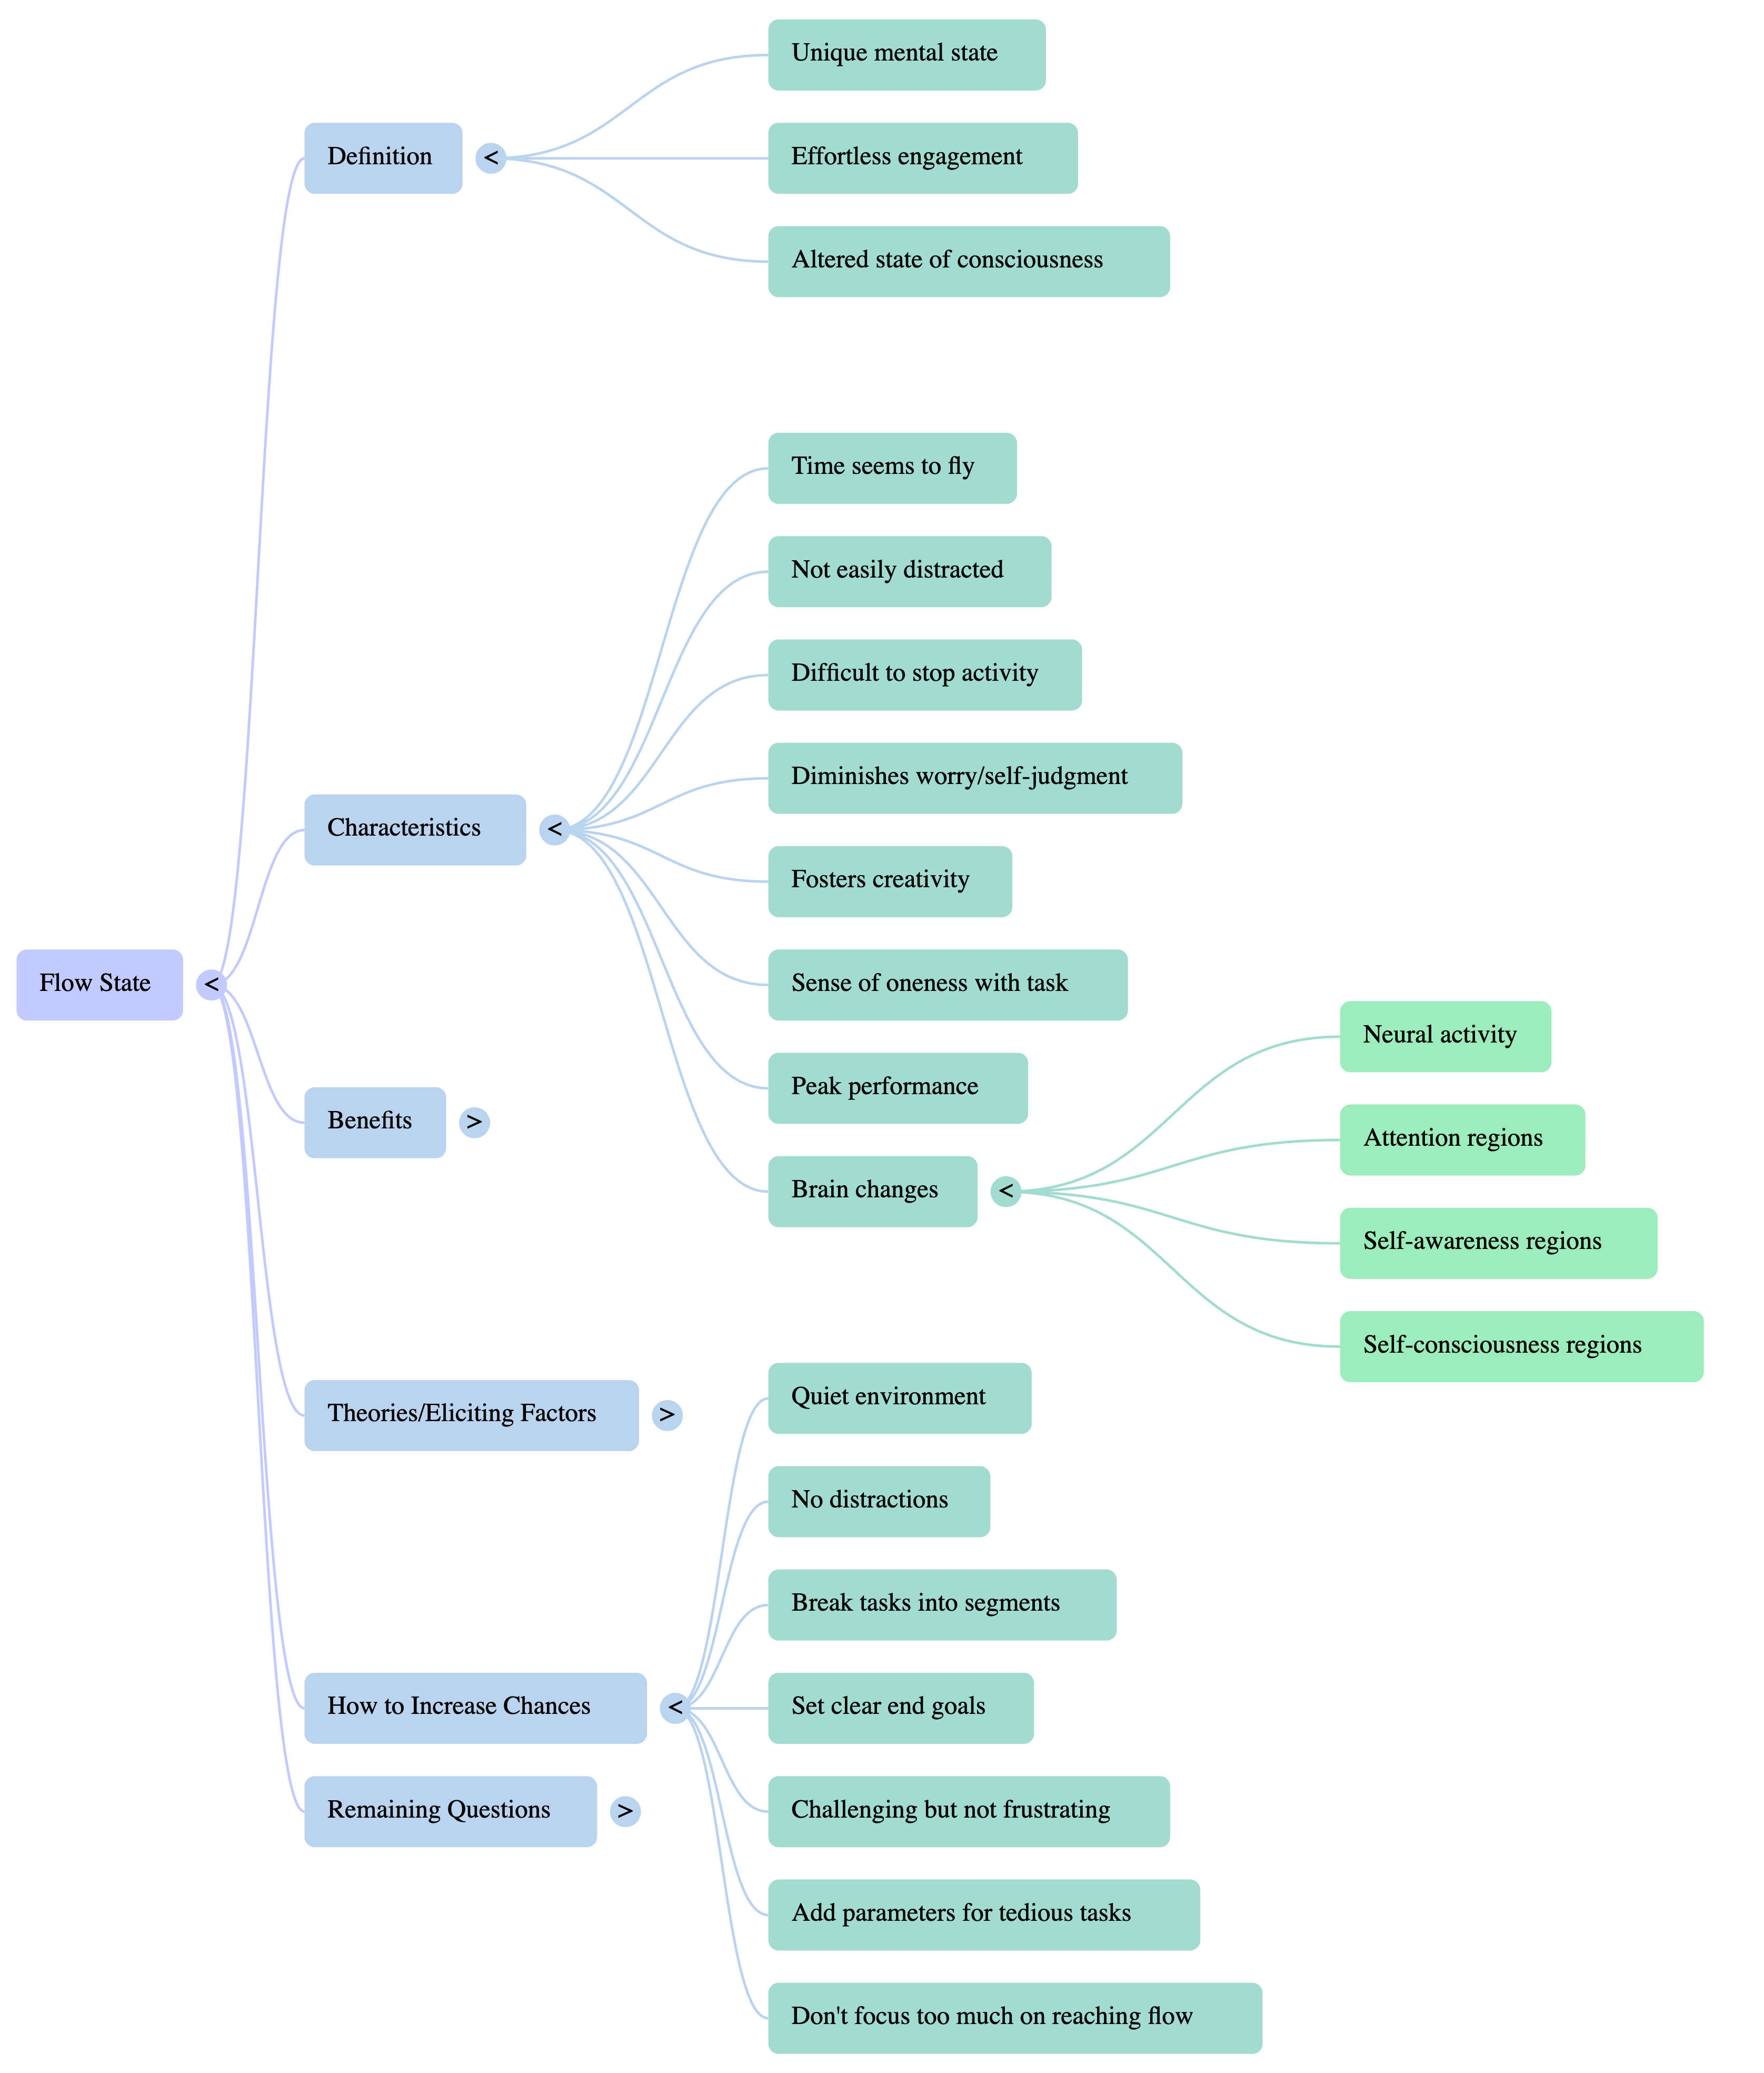 Flow State
<
Definition
<
Unique mental state
Effortless engagement
Altered state of consciousness
Characteristics
<
Time seems to fly
Not easily distracted
Difficult to stop activity
Diminishes worry/self-judgment
Fosters creativity
Sense of oneness with task
Peak performance
Brain changes
<
Neural activity
Attention regions
Self-awareness regions
Self-consciousness regions
Benefits
>
Theories/Eliciting Factors
>
How to Increase Chances
<
Quiet environment
No distractions
Break tasks into segments
Set clear end goals
Challenging but not frustrating
Add parameters for tedious tasks
Don't focus too much on reaching flow
Remaining Questions
>